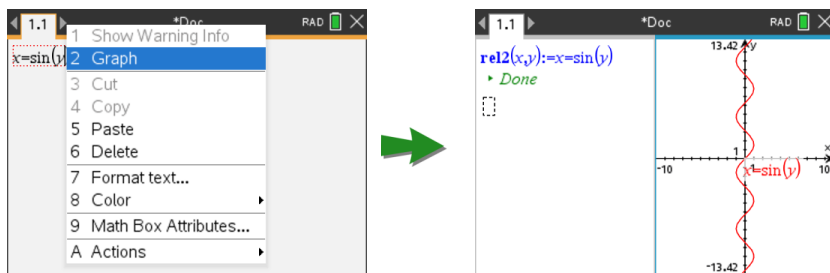 1.1 *Doc RAD
x=sin(y
1 Show Warning Info
2 Graph
3 Cut
4 Copy
5 Paste
6 Delete
7 Format text...
8 Color
9 Math Box Attributes...
A Actions
1.1 *Doc RAD
rel2(x,y):=x=sin(y)
Done
13.42 y
1 x
-10 1 10
x=sin(y)
-13.42